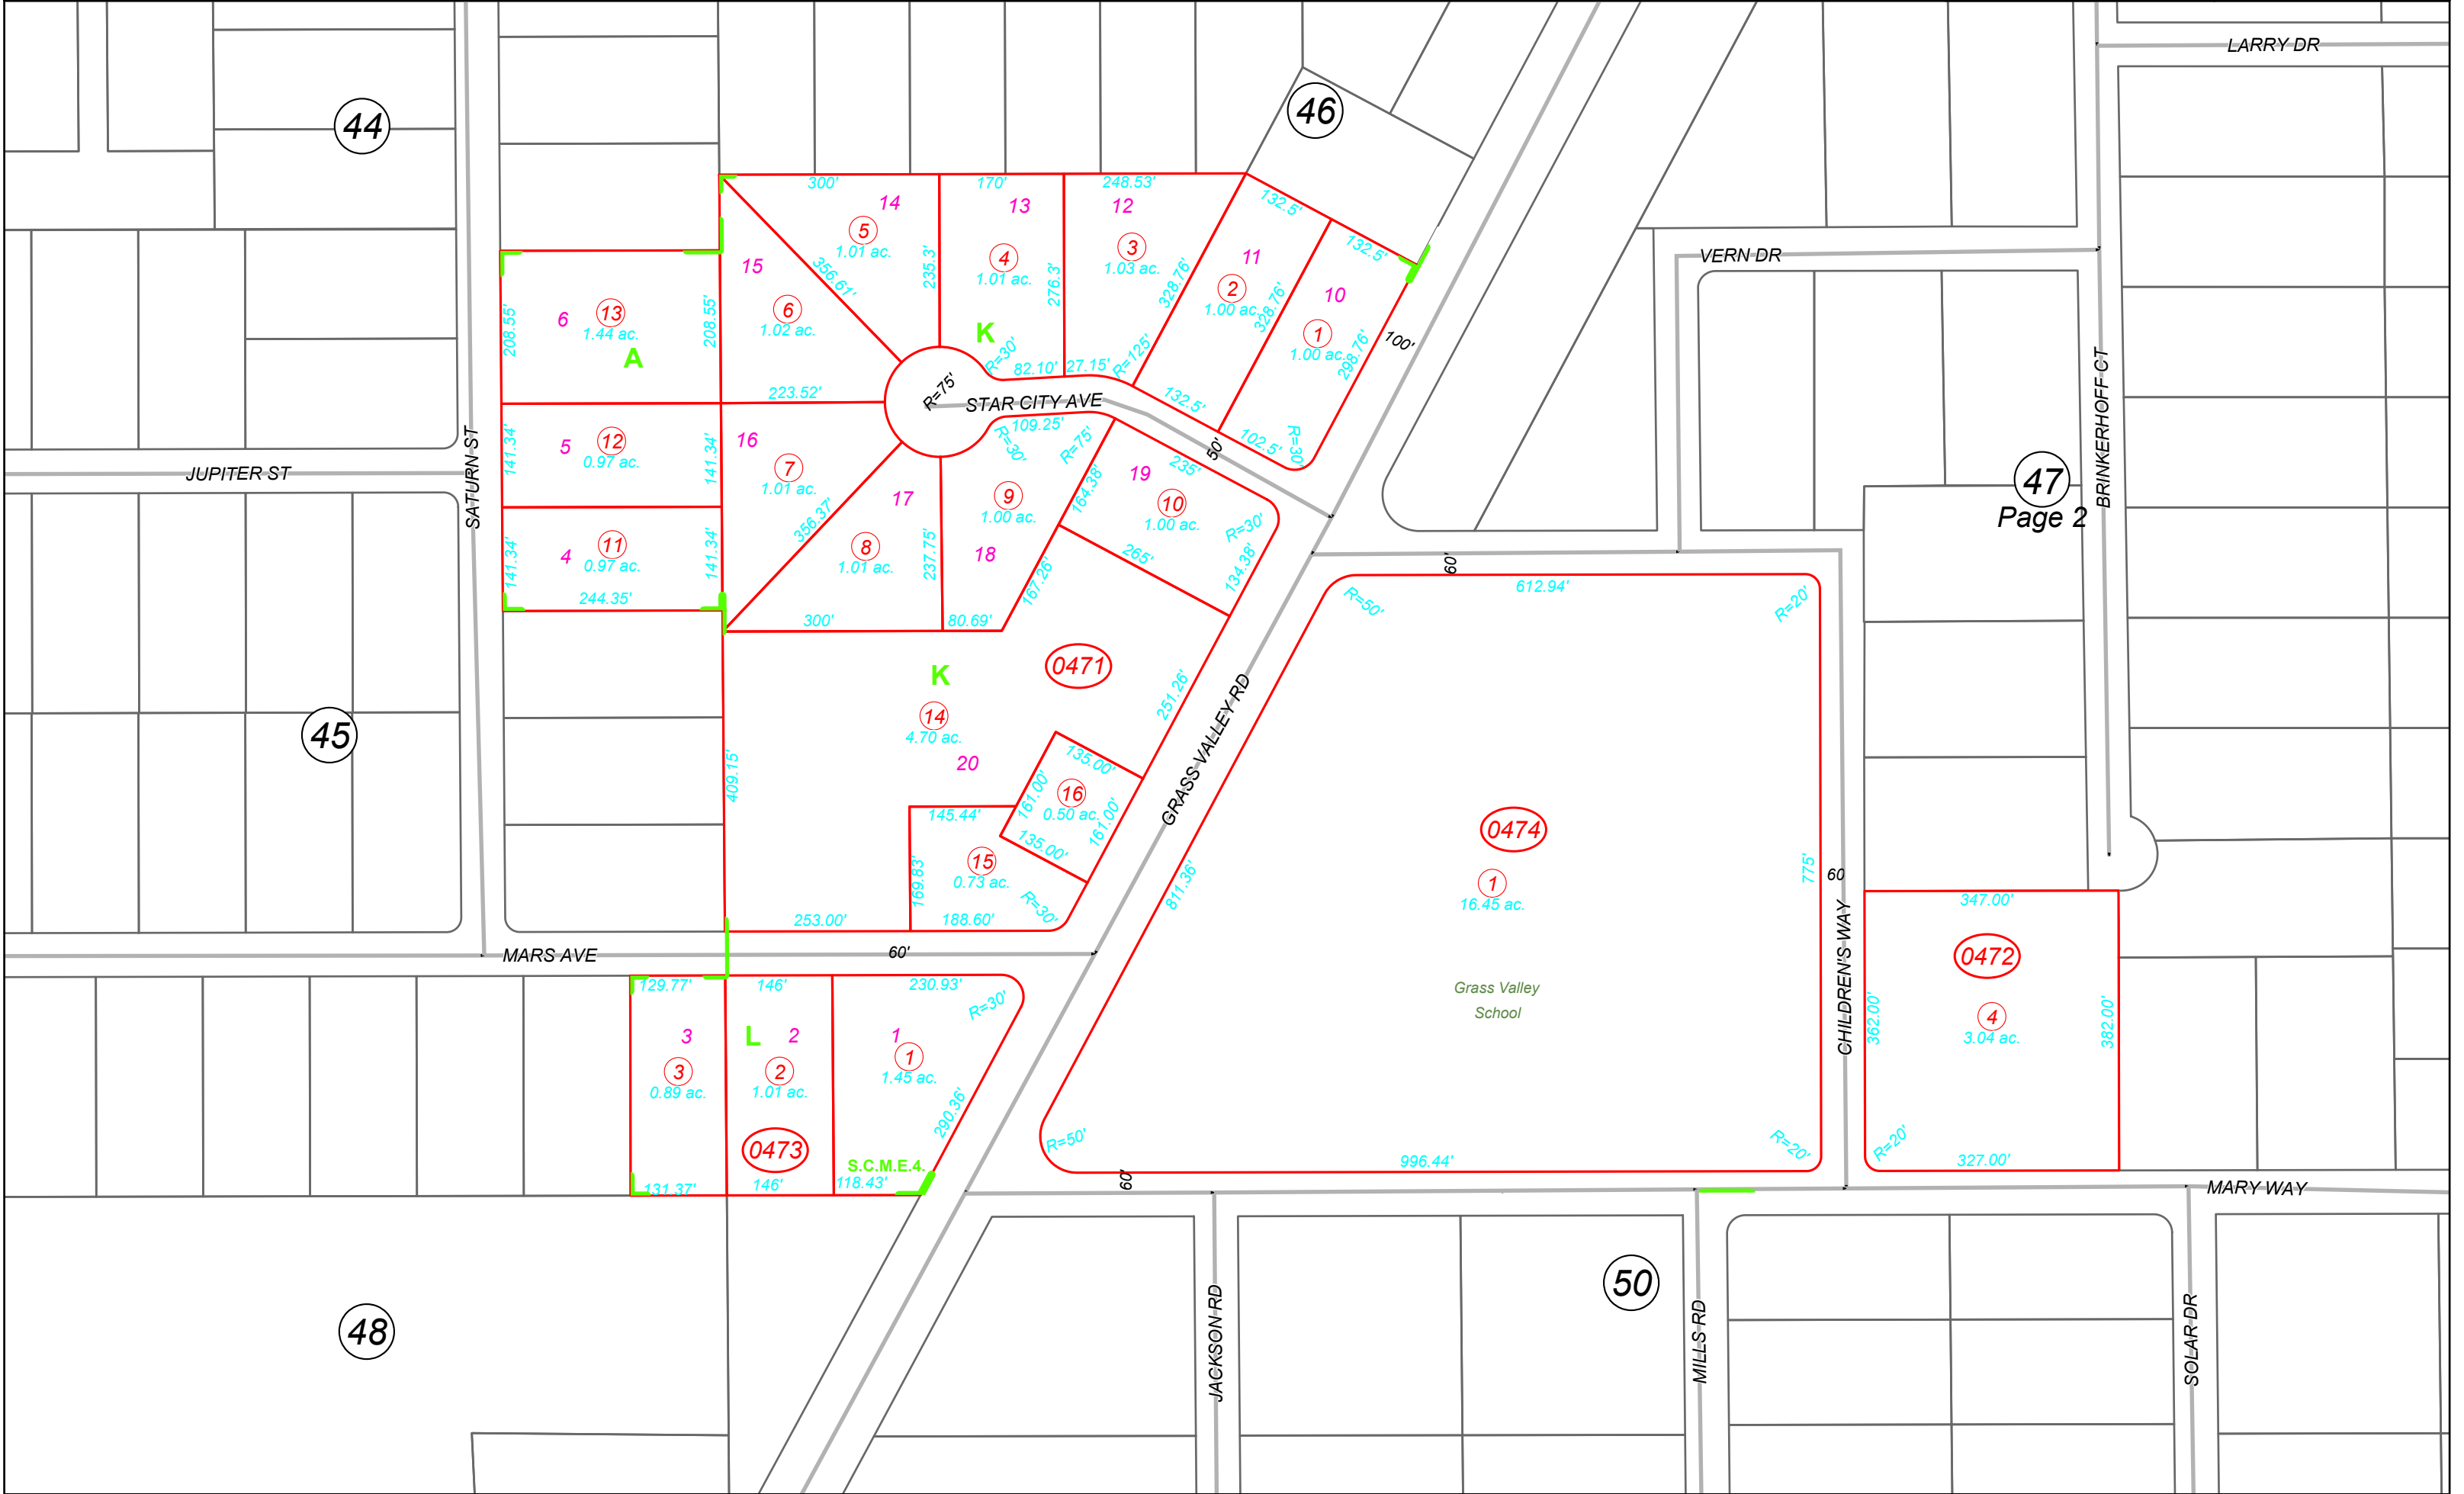 LARRY DR
44
46
300'
170'
248.53'
14
13
12
132.5'
5
1.01 ac.
4
1.01 ac.
3
1.03 ac.
11
132.5'
VERN DR
15
356.61'
235.3'
276.3'
328.76'
2
1.00 ac.
328.76'
10
6
13
1.44 ac.
208.55'
208.55'
6
1.02 ac.
K
1
1.00 ac.
298.76'
100'
A
R=30'
82.10'
27.15'
R=125'
BRINKERHOFF CT
223.52'
R=75'
STAR CITY AVE
132.5'
109.25'
R=30'
R=75'
102.5'
R=30'
50'
5
12
0.97 ac.
141.34'
141.34'
16
7
1.01 ac.
JUPITER ST
SATURN ST
17
9
1.00 ac.
164.38'
235'
19
10
1.00 ac.
47
Page 2
356.37'
R=30'
4
11
0.97 ac.
141.34'
141.34'
8
1.01 ac.
237.75'
18
167.26'
265'
134.38'
60'
244.35'
300'
80.69'
612.94'
R=50'
R=20'
0471
K
251.26'
14
4.70 ac.
GRASS VALLEY RD
45
409.15'
20
135.00'
161.00'
16
0.50 ac.
161.00'
145.44'
135.00'
0474
15
0.73 ac.
169.83'
811.36'
1
16.45 ac.
775'
60
R=30'
253.00'
188.60'
347.00'
MARS AVE
60'
CHILDREN'S WAY
0472
129.77'
146'
230.93'
R=30'
Grass Valley
School
362.00'
4
3.04 ac.
382.00'
3
L
2
1
3
0.89 ac.
2
1.01 ac.
1
1.45 ac.
290.36'
0473
R=50'
R=20'
R=20'
S.C.M.E.4.
996.44'
327.00'
131.37'
146'
118.43'
60'
MARY WAY
50
48
JACKSON RD
MILLS RD
SOLAR DR